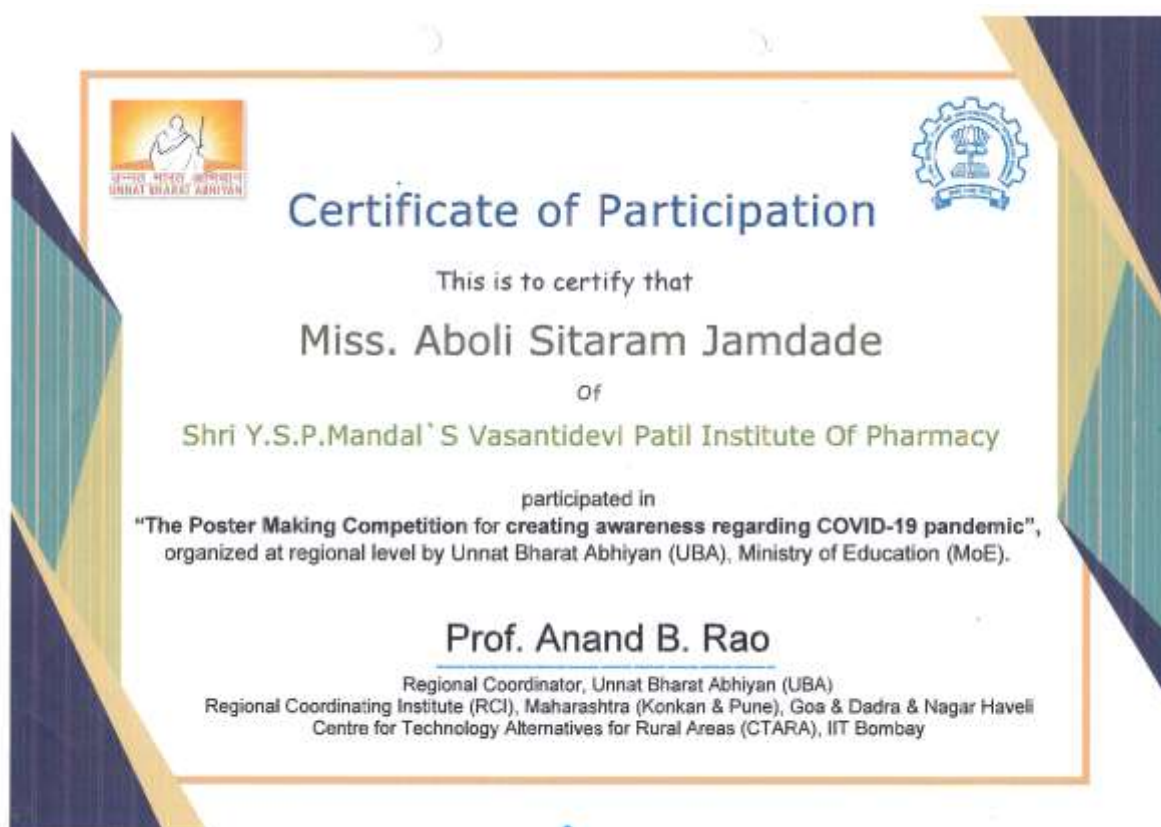 उन्नत भारत अभियान
UNNAT BHARAT ABHIYAN
Certificate of Participation
This is to certify that
Miss. Aboli Sitaram Jamdade
Of
Shri Y.S.P.Mandal`S Vasantidevi Patil Institute Of Pharmacy
participated in
“The Poster Making Competition for creating awareness regarding COVID-19 pandemic”,
organized at regional level by Unnat Bharat Abhiyan (UBA), Ministry of Education (MoE).
Prof. Anand B. Rao
Regional Coordinator, Unnat Bharat Abhiyan (UBA)
Regional Coordinating Institute (RCI), Maharashtra (Konkan & Pune), Goa & Dadra & Nagar Haveli
Centre for Technology Alternatives for Rural Areas (CTARA), IIT Bombay